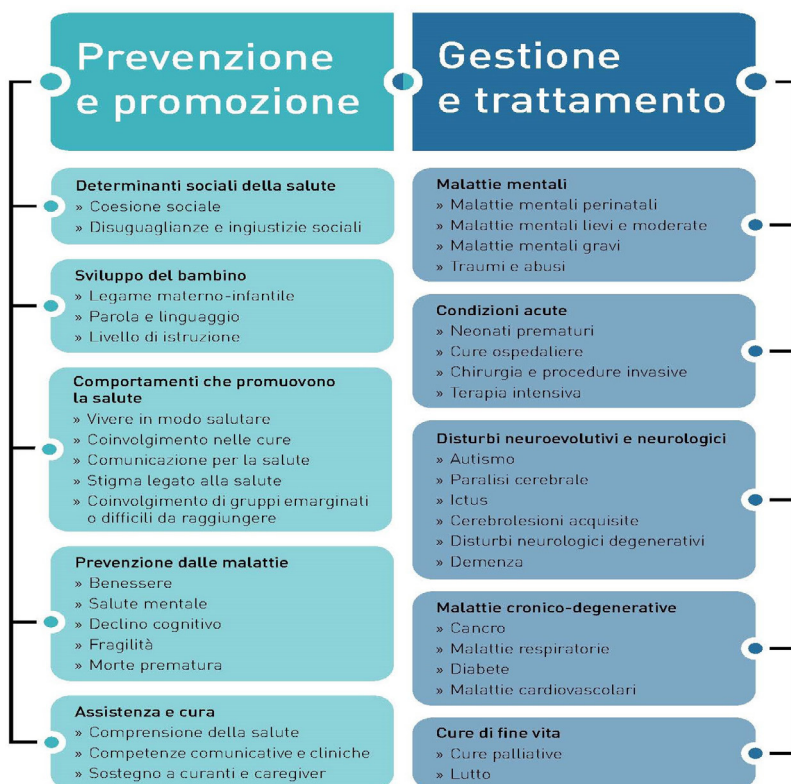 Prevenzione
e promozione
Determinanti sociali della salute
» Coesione sociale
» Disuguaglianze e ingiustizie sociali
Sviluppo del bambino
» Legame materno-infantile
» Parola e linguaggio
» Livello di istruzione
Comportamenti che promuovono
la salute
» Vivere in modo salutare
» Coinvolgimento nelle cure
» Comunicazione per la salute
» Stigma legato alla salute
» Coinvolgimento di gruppi emarginati
o difficili da raggiungere
Prevenzione dalle malattie
» Benessere
» Salute mentale
» Declino cognitivo
» Fragilità
» Morte prematura
Assistenza e cura
» Comprensione della salute
» Competenze comunicative e cliniche
» Sostegno a curanti e caregiver
Gestione
e trattamento
Malattie mentali
» Malattie mentali perinatali
» Malattie mentali lievi e moderate
» Malattie mentali gravi
» Traumi e abusi
Condizioni acute
» Neonati prematuri
» Cure ospedaliere
» Chirurgia e procedure invasive
» Terapia intensiva
Disturbi neuroevolutivi e neurologici
» Autismo
» Paralisi cerebrale
» Ictus
» Cerebrolesioni acquisite
» Disturbi neurologici degenerativi
» Demenza
Malattie cronico-degenerative
» Cancro
» Malattie respiratorie
» Diabete
» Malattie cardiovascolari
Cure di fine vita
» Cure palliative
» Lutto